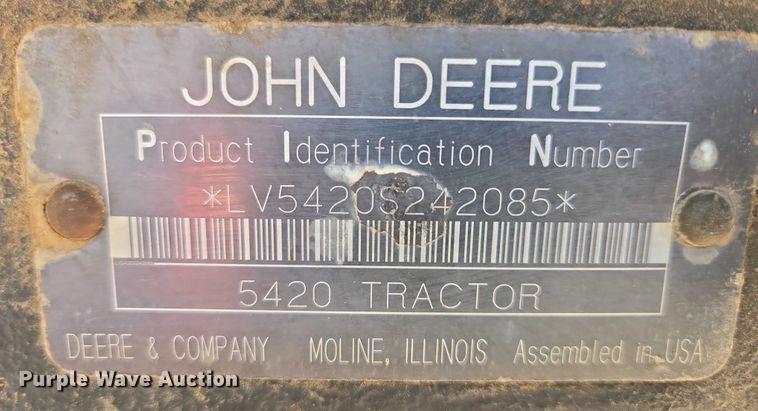 JOHN DEERE
Product Identification Number
*LV5420S242085*
5420 TRACTOR
DEERE & COMPANY MOLINE, ILLINOIS Assembled in USA
Purple Wave Auction